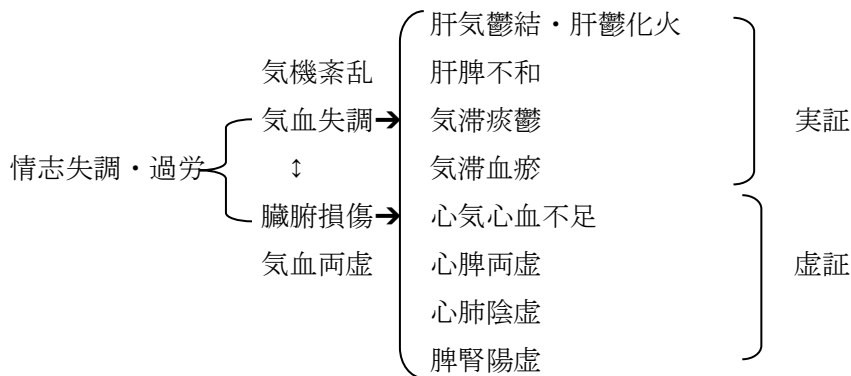 肝気鬱結・肝鬱化火
気機紊乱 肝脾不和
気血失調➔ 気滞痰鬱 実証
情志失調・過労 ↕ 気滞血瘀
臓腑損傷➔ 心気心血不足
気血両虚 心脾両虚 虚証
心肺陰虚
脾腎陽虚